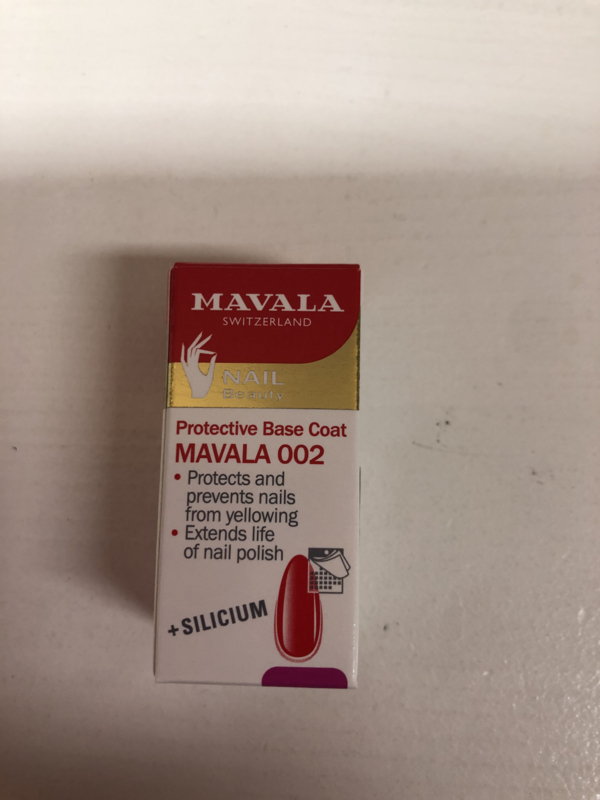 MAVALA
SWITZERLAND
NAIL
Beauty
Protective Base Coat
MAVALA 002
• Protects and
prevents nails
from yellowing
• Extends life
of nail polish
+SILICIUM